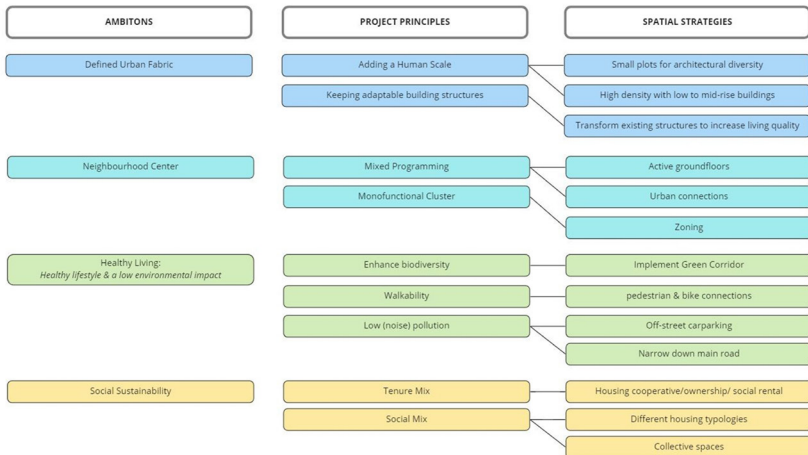 AMBITONS
PROJECT PRINCIPLES
SPATIAL STRATEGIES
Defined Urban Fabric
Adding a Human Scale
Small plots for architectural diversity
Keeping adaptable building structures
High density with low to mid-rise buildings
Transform existing structures to increase living quality
Neighbourhood Center
Mixed Programming
Active groundfloors
Monofunctional Cluster
Urban connections
Zoning
Healthy Living:
Healthy lifestyle & a low environmental impact
Enhance biodiversity
Implement Green Corridor
Walkability
pedestrian & bike connections
Low (noise) pollution
Off-street carparking
Narrow down main road
Social Sustainability
Tenure Mix
Housing cooperative/ownership/ social rental
Social Mix
Different housing typologies
Collective spaces